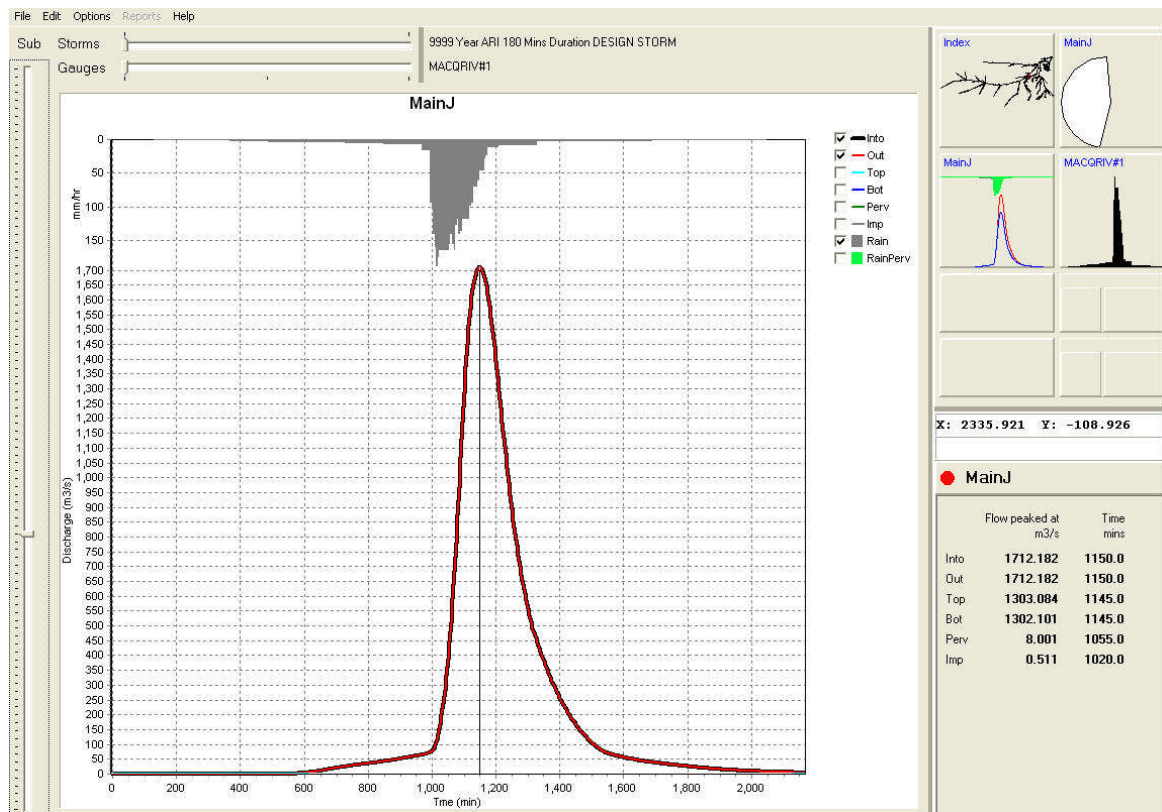 File Edit Options Reports Help
Sub Storms
9999 Year ARI 180 Mins Duration DESIGN STORM
Gauges
MACQRIV#1
MainJ
0
50
100
150
mm/hr
1,700
1,650
1,600
1,550
1,500
1,450
1,400
1,350
1,300
1,250
1,200
1,150
1,100
1,050
1,000
950
900
850
800
750
700
650
600
550
500
450
400
350
300
250
200
150
100
50
0
Discharge (m3/s)
0 200 400 600 800 1,000 1,200 1,400 1,600 1,800 2,000
Time (min)
Into
Out
Top
Bot
Perv
Imp
Rain
RainPerv
Index
MainJ
MainJ
MACQRIV#1
X: 2335.921 Y: -108.926
MainJ
Flow peaked at Time
m3/s mins
Into 1712.182 1150.0
Out 1712.182 1150.0
Top 1303.084 1145.0
Bot 1302.101 1145.0
Perv 8.001 1055.0
Imp 0.511 1020.0